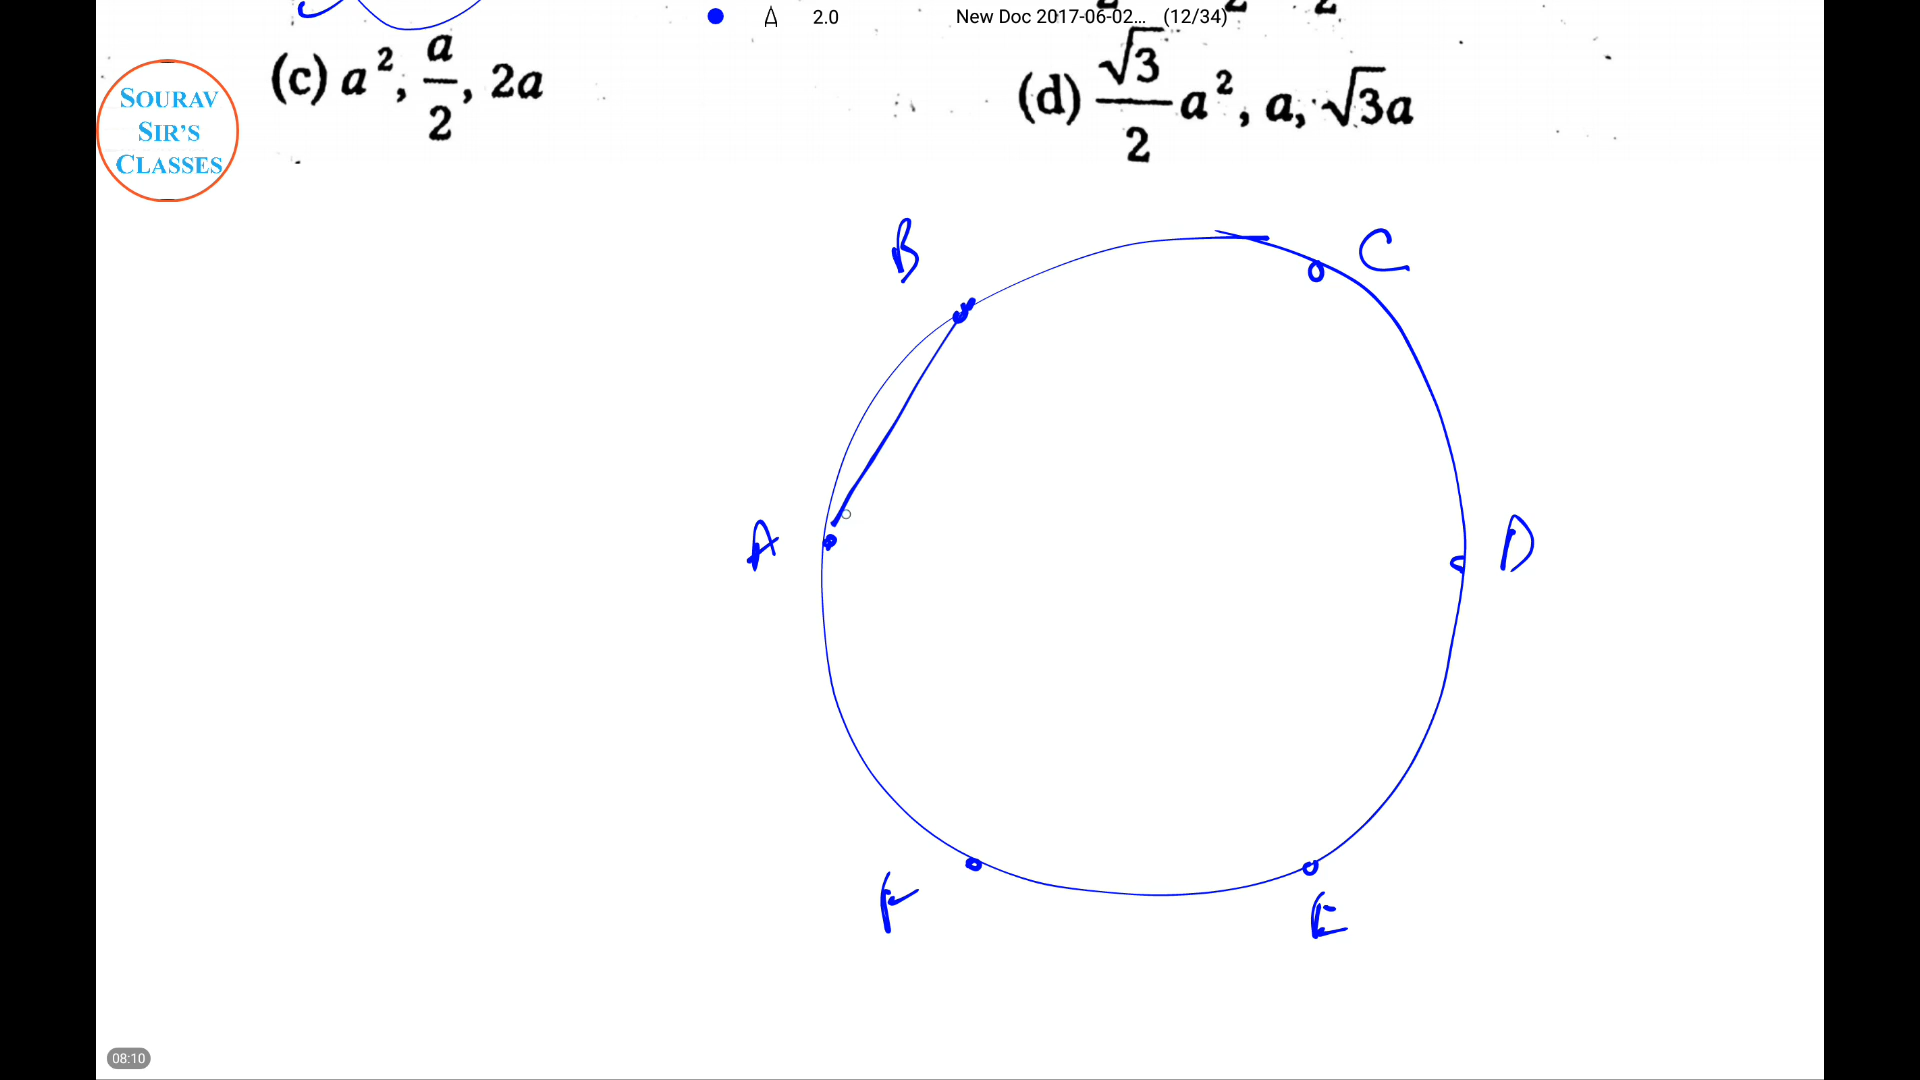 2.0 New Doc 2017-06-02... (12/34)
SOURAV
SIR'S
CLASSES
(c) a², a/2, 2a
(d) √3/2 a², a, √3a
B
C
A
D
F
E
08:10